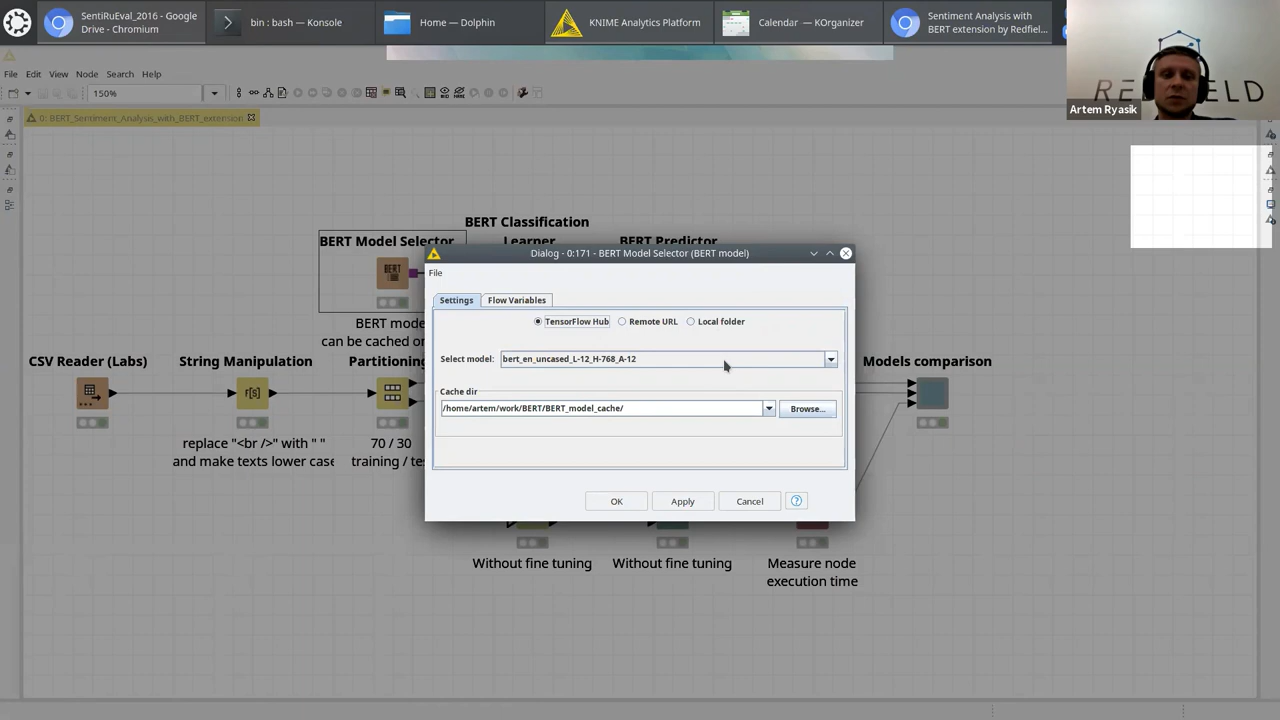 SentiRuEval_2016 - Google
Drive - Chromium
bin : bash — Konsole
Home — Dolphin
KNIME Analytics Platform
Calendar — KOrganizer
Sentiment Analysis with
BERT extension by Redfiel...
Artem Ryasik
File Edit View Node Search Help
150%
0: BERT_Sentiment_Analysis_with_BERT_extension
BERT Classification
Learner
BERT Model Selector
BERT Predictor
BERT
BERT mode
can be cached o
CSV Reader (Labs)
String Manipulation
Partitioning
Models comparison
f[S]
replace "<br />" with " "
and make texts lower case
70 / 30
training / te
Without fine tuning
Without fine tuning
Measure node
execution time
Dialog - 0:171 - BERT Model Selector (BERT model)
File
Settings
Flow Variables
TensorFlow Hub
Remote URL
Local folder
Select model:
bert_en_uncased_L-12_H-768_A-12
Cache dir
/home/artem/work/BERT/BERT_model_cache/
Browse...
OK
Apply
Cancel
?